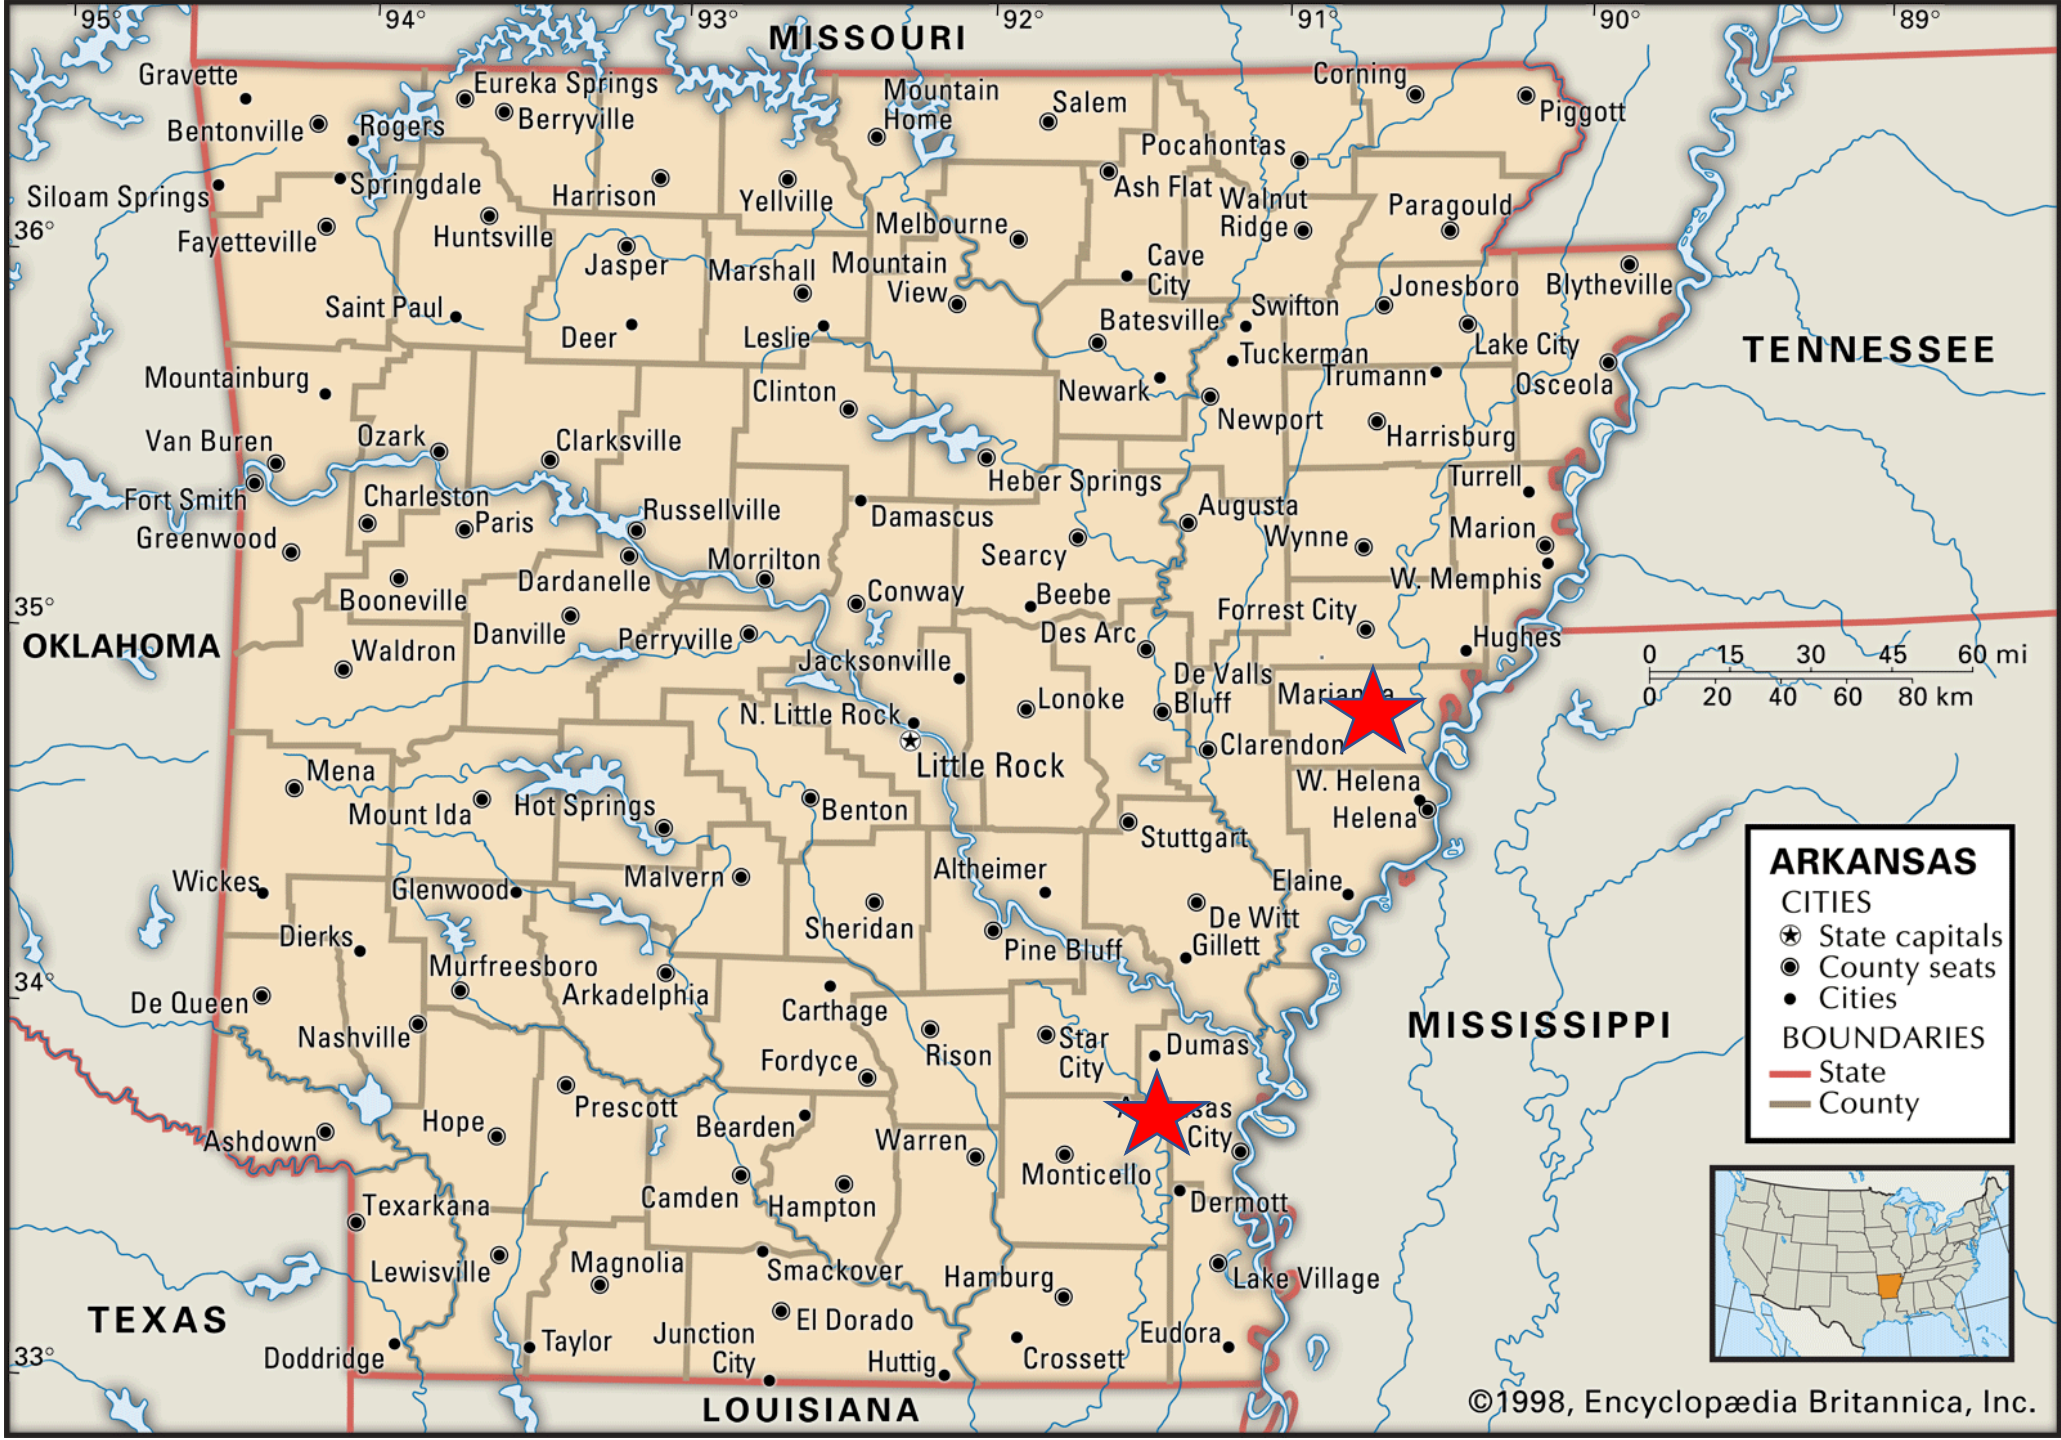 95°
94°
93°
92°
91°
90°
89°
MISSOURI
Gravette
Eureka Springs
Mountain
Home
Salem
Corning
Piggott
Bentonville
Rogers
Berryville
Pocahontas
Siloam Springs
Springdale
Harrison
Yellville
Ash Flat
Walnut
Ridge
Paragould
36°
Fayetteville
Huntsville
Jasper
Melbourne
Marshall
Mountain
View
Cave
City
Jonesboro
Blytheville
Saint Paul
Deer
Leslie
Batesville
Swifton
Lake City
TENNESSEE
Tuckerman
Trumann
Osceola
Mountainburg
Clinton
Newark
Newport
Harrisburg
Van Buren
Ozark
Clarksville
Heber Springs
Turrell
Fort Smith
Charleston
Paris
Russellville
Damascus
Augusta
Greenwood
Searcy
Wynne
Marion
Dardanelle
Morrilton
W. Memphis
35°
Booneville
Conway
Beebe
Forrest City
OKLAHOMA
Waldron
Danville
Perryville
Des Arc
Hughes
Jacksonville
De Valls
Bluff
0 15 30 45 60 mi
0 20 40 60 80 km
N. Little Rock
Lonoke
Little Rock
Clarendon
Mena
Mount Ida
Hot Springs
Benton
W. Helena
Helena
Stuttgart
Wickes
Glenwood
Malvern
Altheimer
Elaine
Dierks
Sheridan
Pine Bluff
De Witt
Gillett
34°
Murfreesboro
Arkadelphia
De Queen
Nashville
Carthage
Fordyce
Rison
Star
City
Dumas
MISSISSIPPI
Ashdown
Hope
Prescott
Bearden
Warren
City
Monticello
Texarkana
Camden
Hampton
Dermott
Lewisville
Magnolia
Smackover
Hamburg
Lake Village
TEXAS
El Dorado
33°
Doddridge
Taylor
Junction
City
Huttig
Crossett
Eudora
LOUISIANA
ARKANSAS
CITIES
State capitals
County seats
Cities
BOUNDARIES
State
County
©1998, Encyclopædia Britannica, Inc.